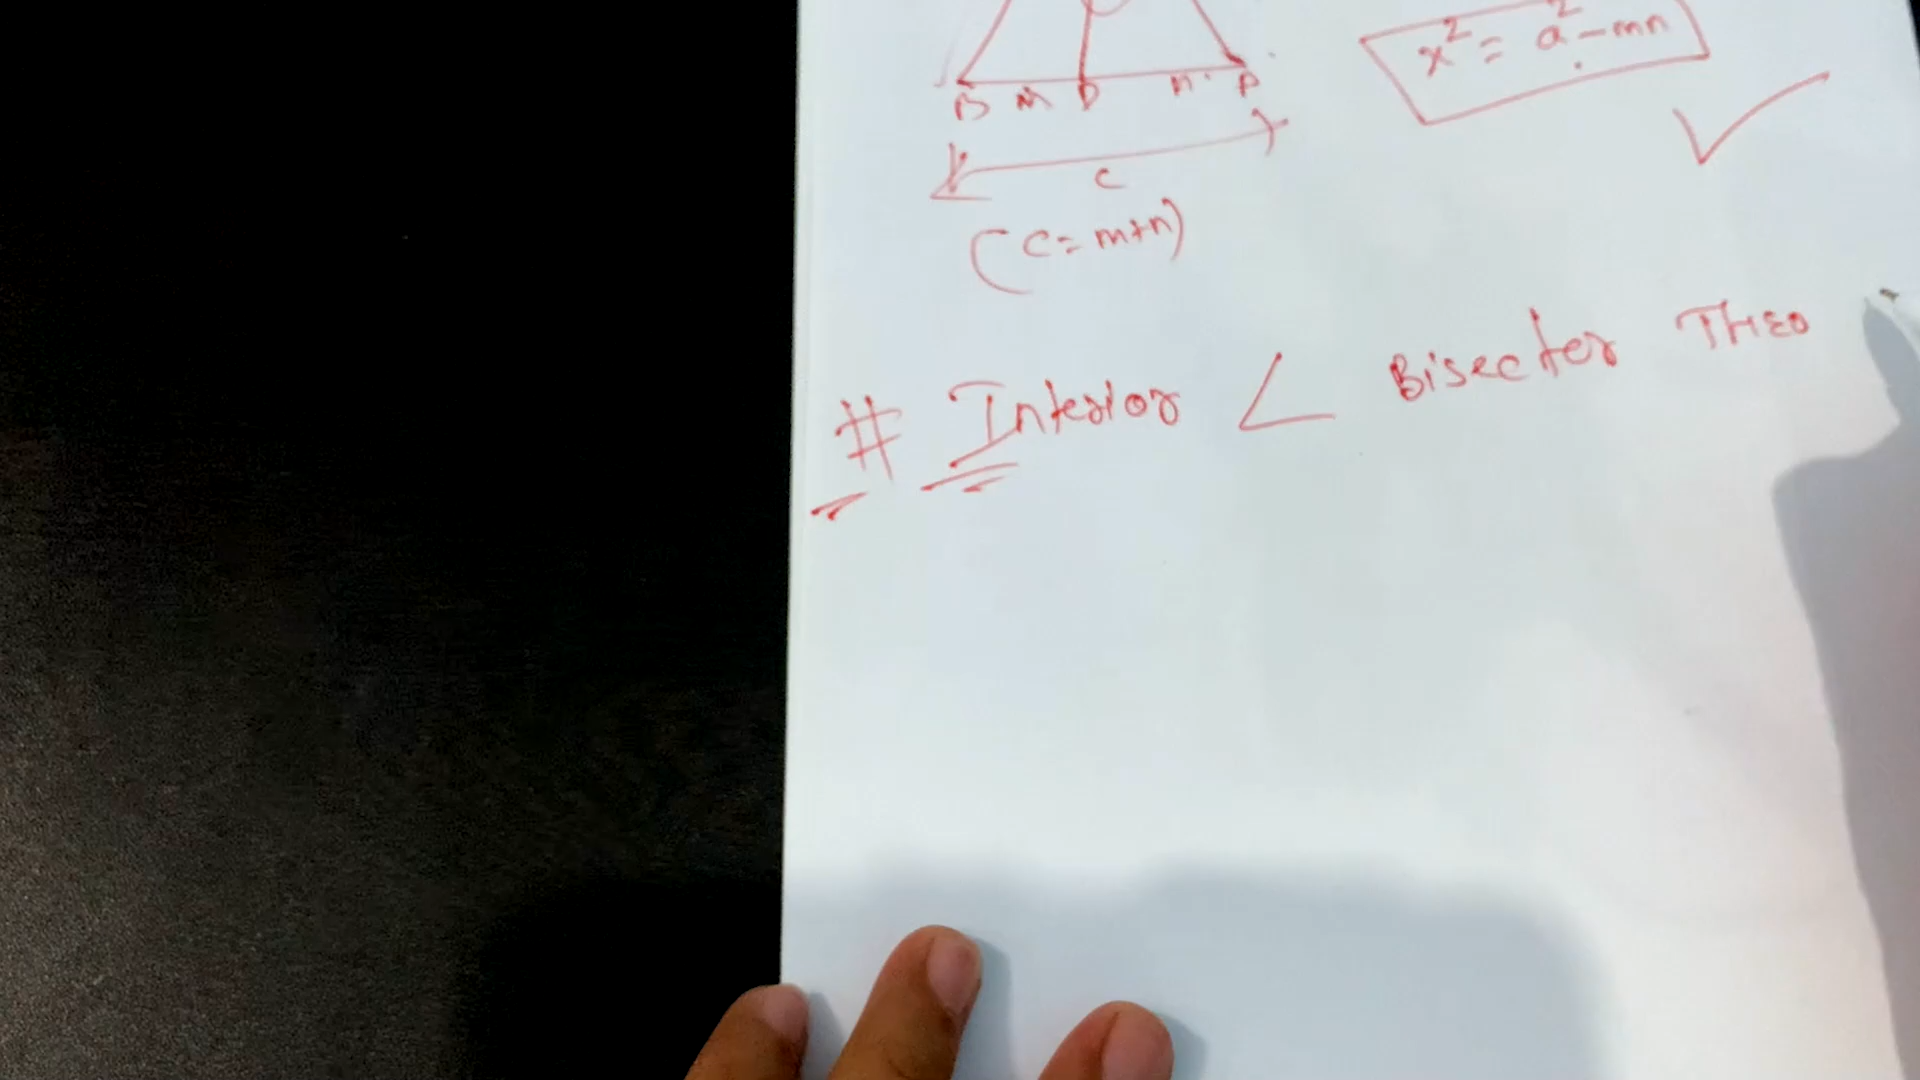 x² = a² - mn
B m D n A
c
(c = m+n)
# Interior ∠ Bisector THEO